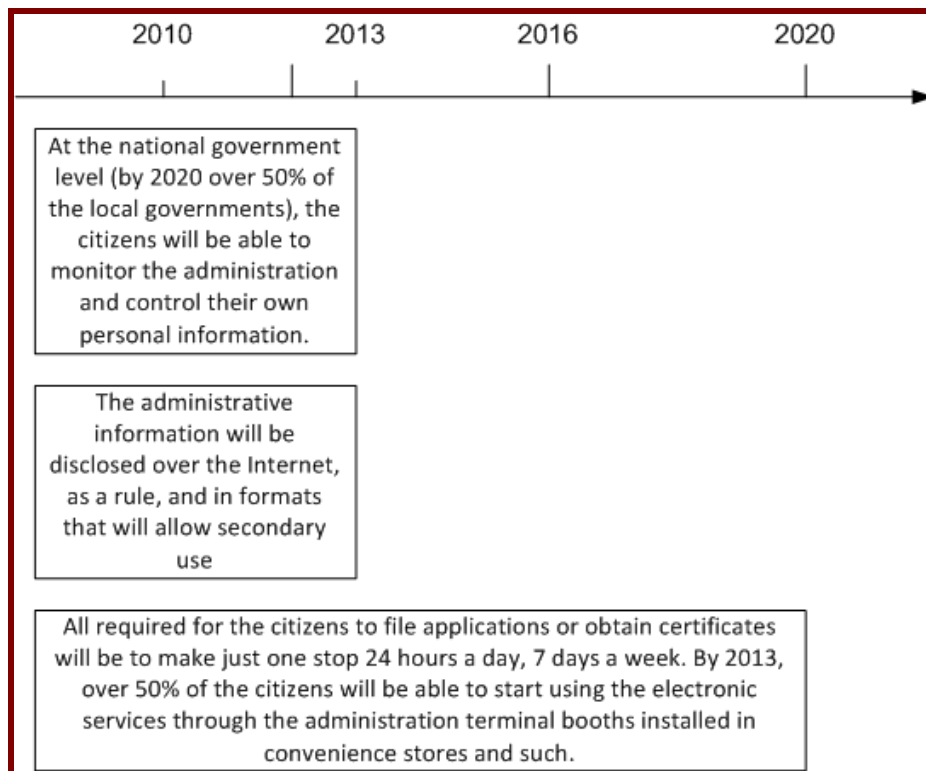 2010 2013 2016 2020
At the national government
level (by 2020 over 50% of
the local governments), the
citizens will be able to
monitor the administration
and control their own
personal information.
The administrative
information will be
disclosed over the Internet,
as a rule, and in formats
that will allow secondary
use
All required for the citizens to file applications or obtain certificates
will be to make just one stop 24 hours a day, 7 days a week. By 2013,
over 50% of the citizens will be able to start using the electronic
services through the administration terminal booths installed in
convenience stores and such.